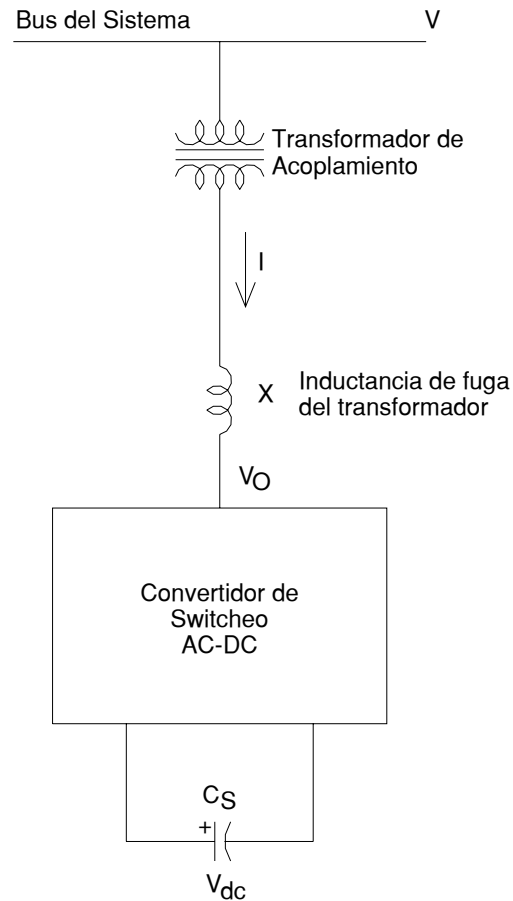 Bus del Sistema V
Transformador de
Acoplamiento
I
X
Inductancia de fuga
del transformador
VO
Convertidor de
Switcheo
AC-DC
CS
+
Vdc